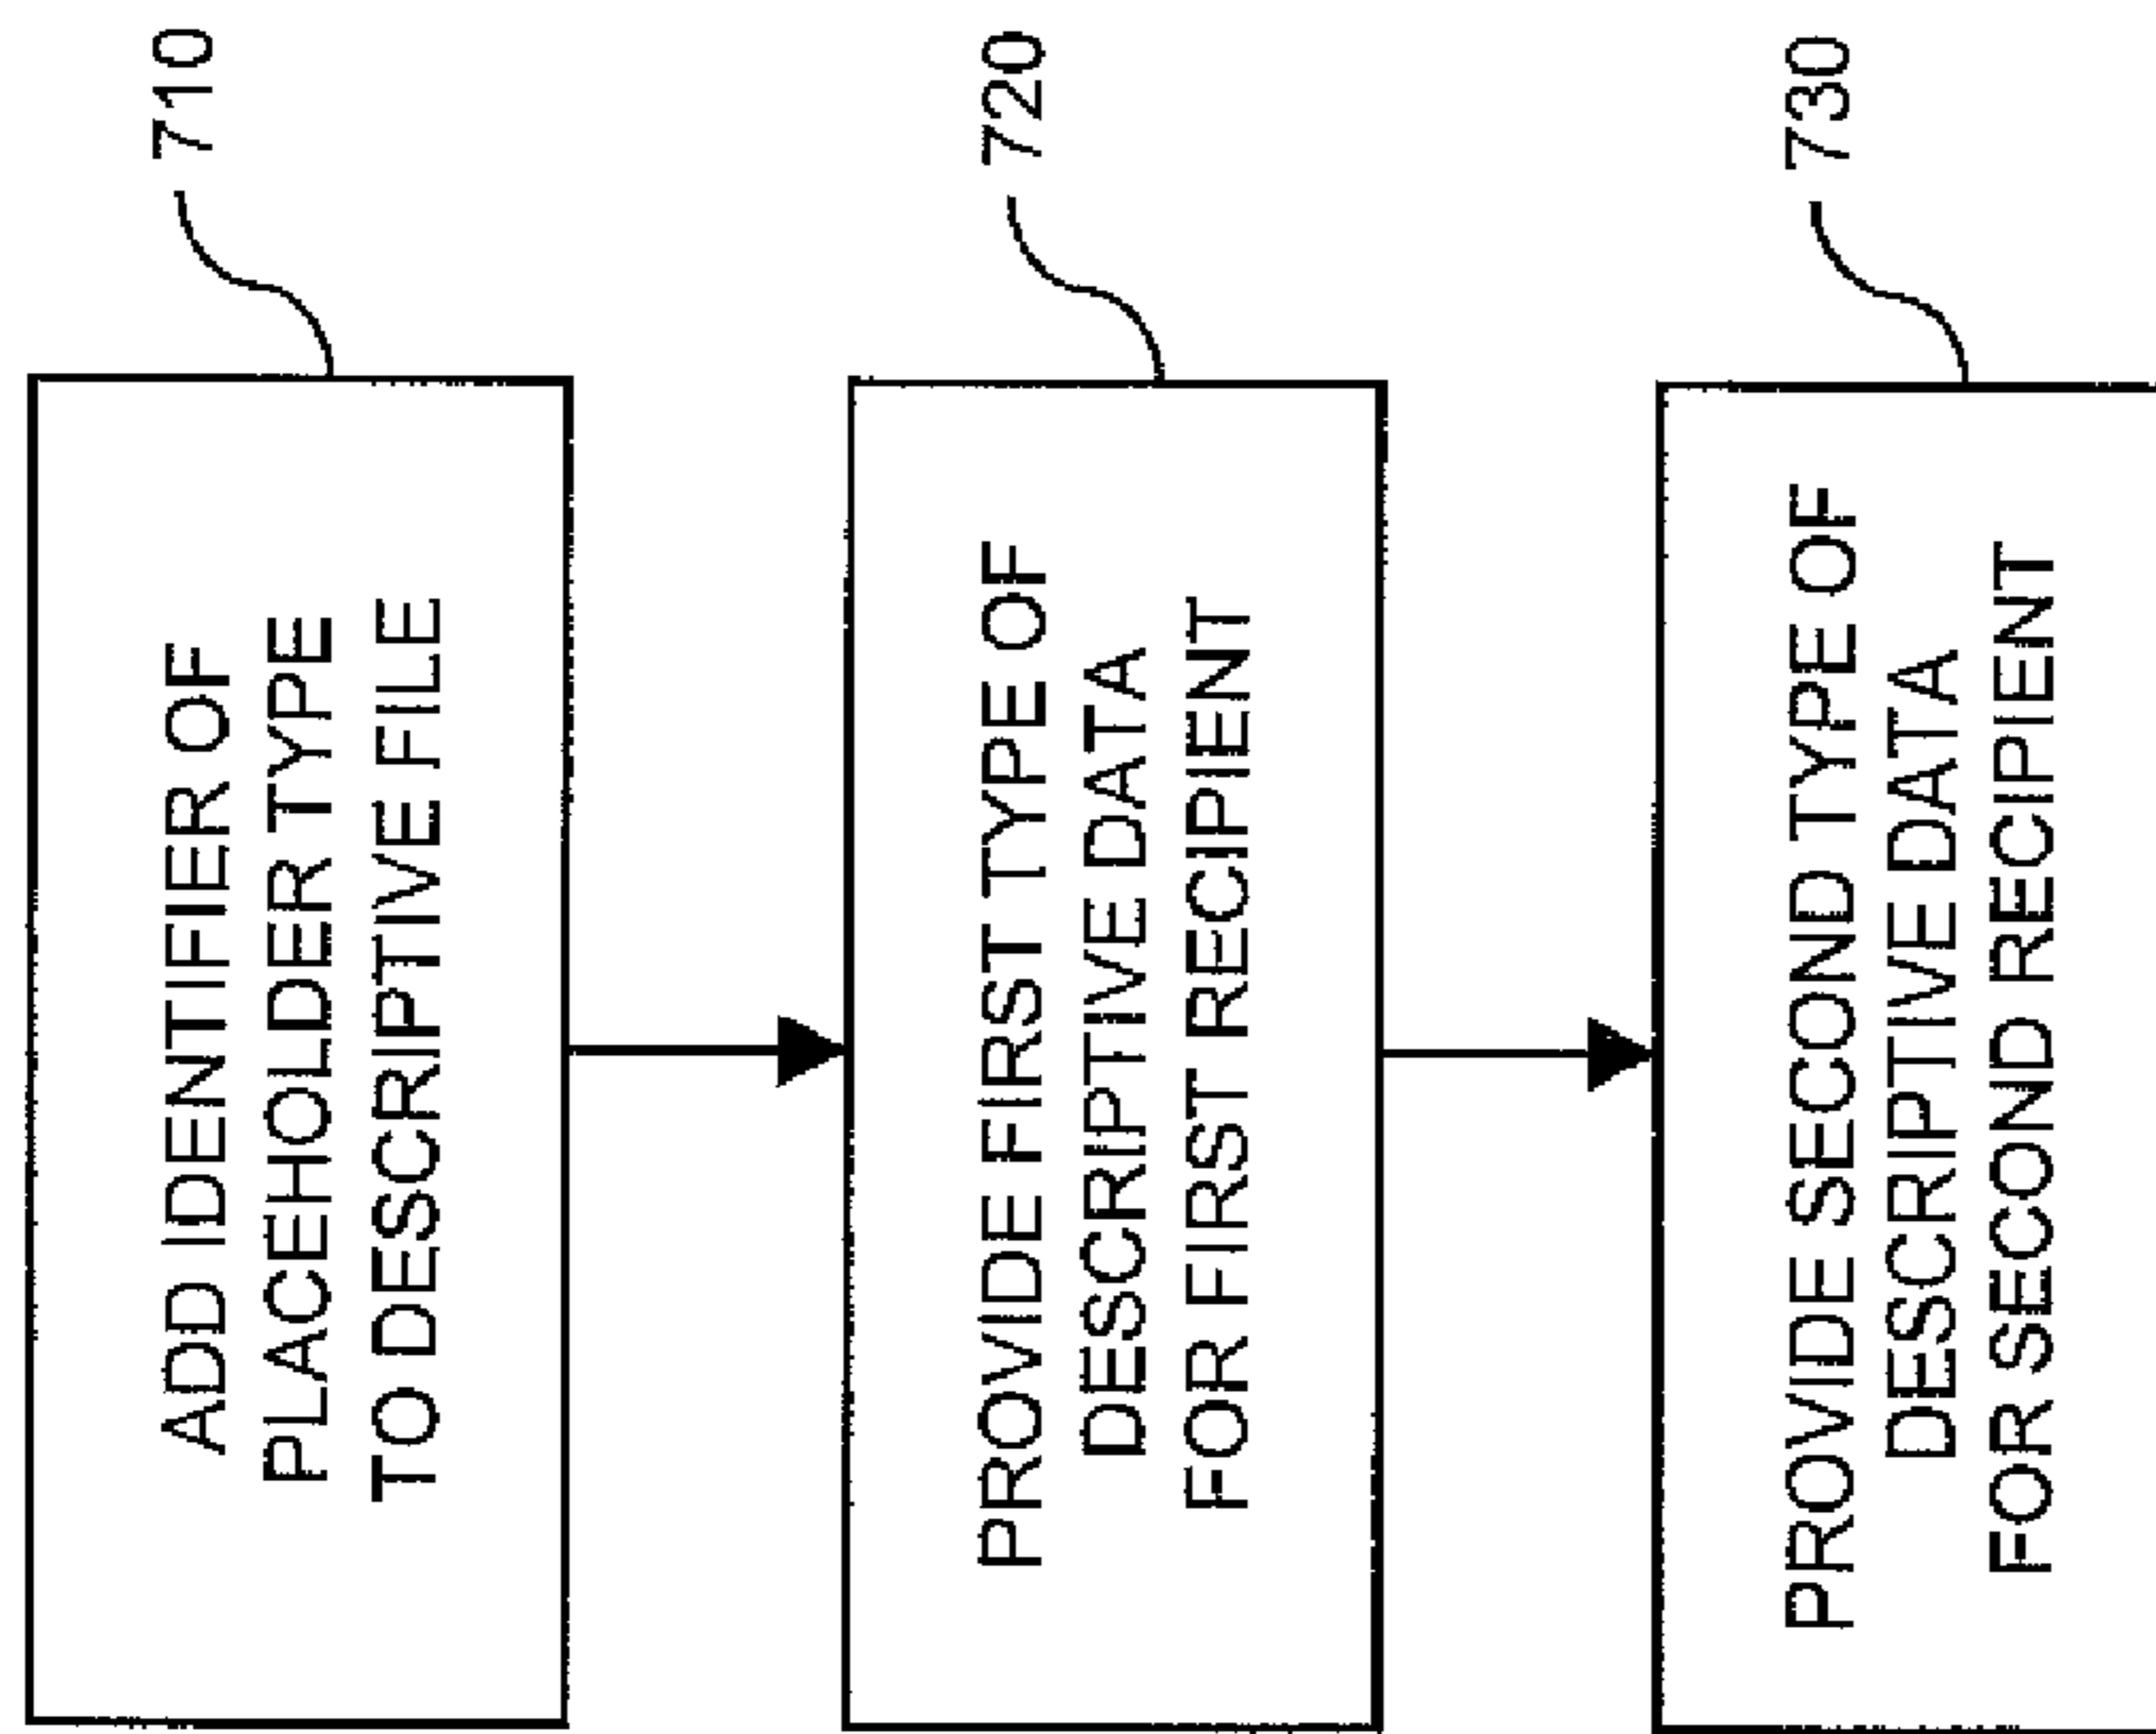 ADD IDENTIFIER OF
PLACEHOLDER TYPE
TO DESCRIPTIVE FILE
710
PROVIDE FIRST TYPE OF
DESCRIPTIVE DATA
FOR FIRST RECIPIENT
720
PROVIDE SECOND TYPE OF
DESCRIPTIVE DATA
FOR SECOND RECIPIENT
730